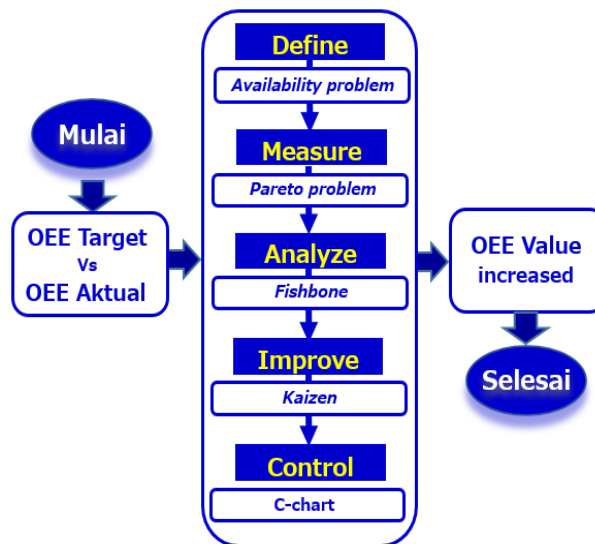 Mulai
OEE Target
Vs
OEE Aktual
Define
Availability problem
Measure
Pareto problem
Analyze
Fishbone
Improve
Kaizen
Control
C-chart
OEE Value
increased
Selesai